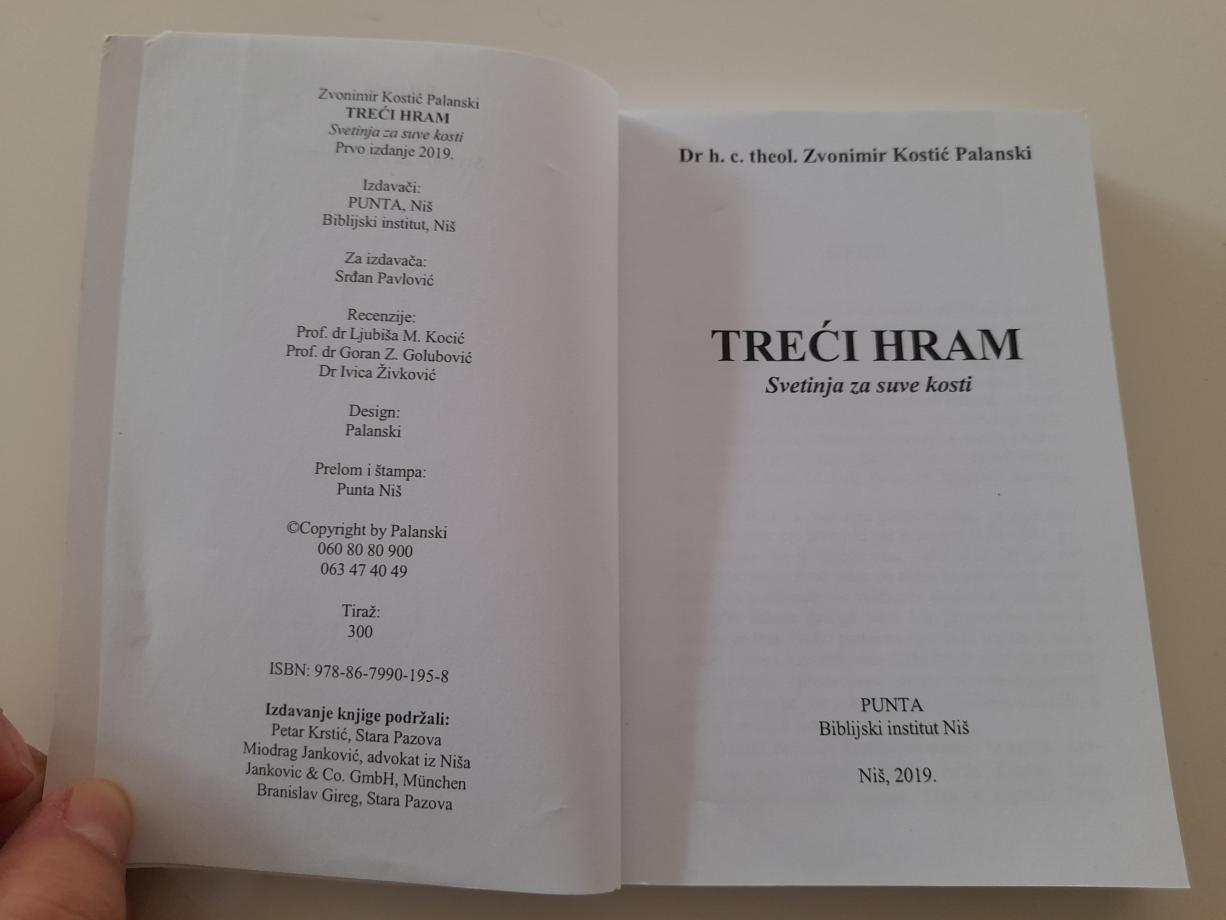 Zvonimir Kostić Palanski
TREĆI HRAM
Svetinja za suve kosti
Prvo izdanje 2019.
Izdavači:
PUNTA, Niš
Biblijski institut, Niš
Za izdavača:
Srđan Pavlović
Recenzije:
Prof. dr Ljubiša M. Kocić
Prof. dr Goran Z. Golubović
Dr Ivica Živković
Design:
Palanski
Prelom i štampa:
Punta Niš
©Copyright by Palanski
060 80 80 900
063 47 40 49
Tiraž:
300
ISBN: 978-86-7990-195-8
Izdavanje knjige podržali:
Petar Krstić, Stara Pazova
Miodrag Janković, advokat iz Niša
Jankovic & Co. GmbH, München
Branislav Gireg, Stara Pazova
Dr h. c. theol. Zvonimir Kostić Palanski
TREĆI HRAM
Svetinja za suve kosti
PUNTA
Biblijski institut Niš
Niš, 2019.